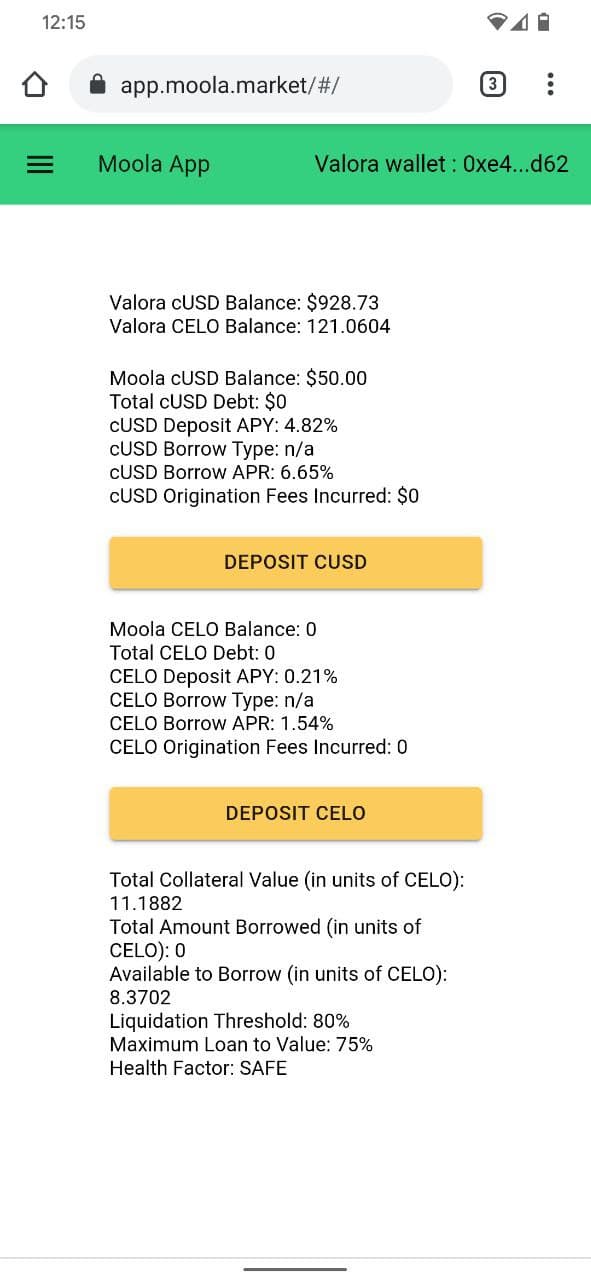 12:15
app.moola.market/#/
3
Moola App
Valora wallet : 0xe4...d62
Valora cUSD Balance: $928.73
Valora CELO Balance: 121.0604
Moola cUSD Balance: $50.00
Total cUSD Debt: $0
cUSD Deposit APY: 4.82%
cUSD Borrow Type: n/a
cUSD Borrow APR: 6.65%
cUSD Origination Fees Incurred: $0
DEPOSIT CUSD
Moola CELO Balance: 0
Total CELO Debt: 0
CELO Deposit APY: 0.21%
CELO Borrow Type: n/a
CELO Borrow APR: 1.54%
CELO Origination Fees Incurred: 0
DEPOSIT CELO
Total Collateral Value (in units of CELO):
11.1882
Total Amount Borrowed (in units of
CELO): 0
Available to Borrow (in units of CELO):
8.3702
Liquidation Threshold: 80%
Maximum Loan to Value: 75%
Health Factor: SAFE